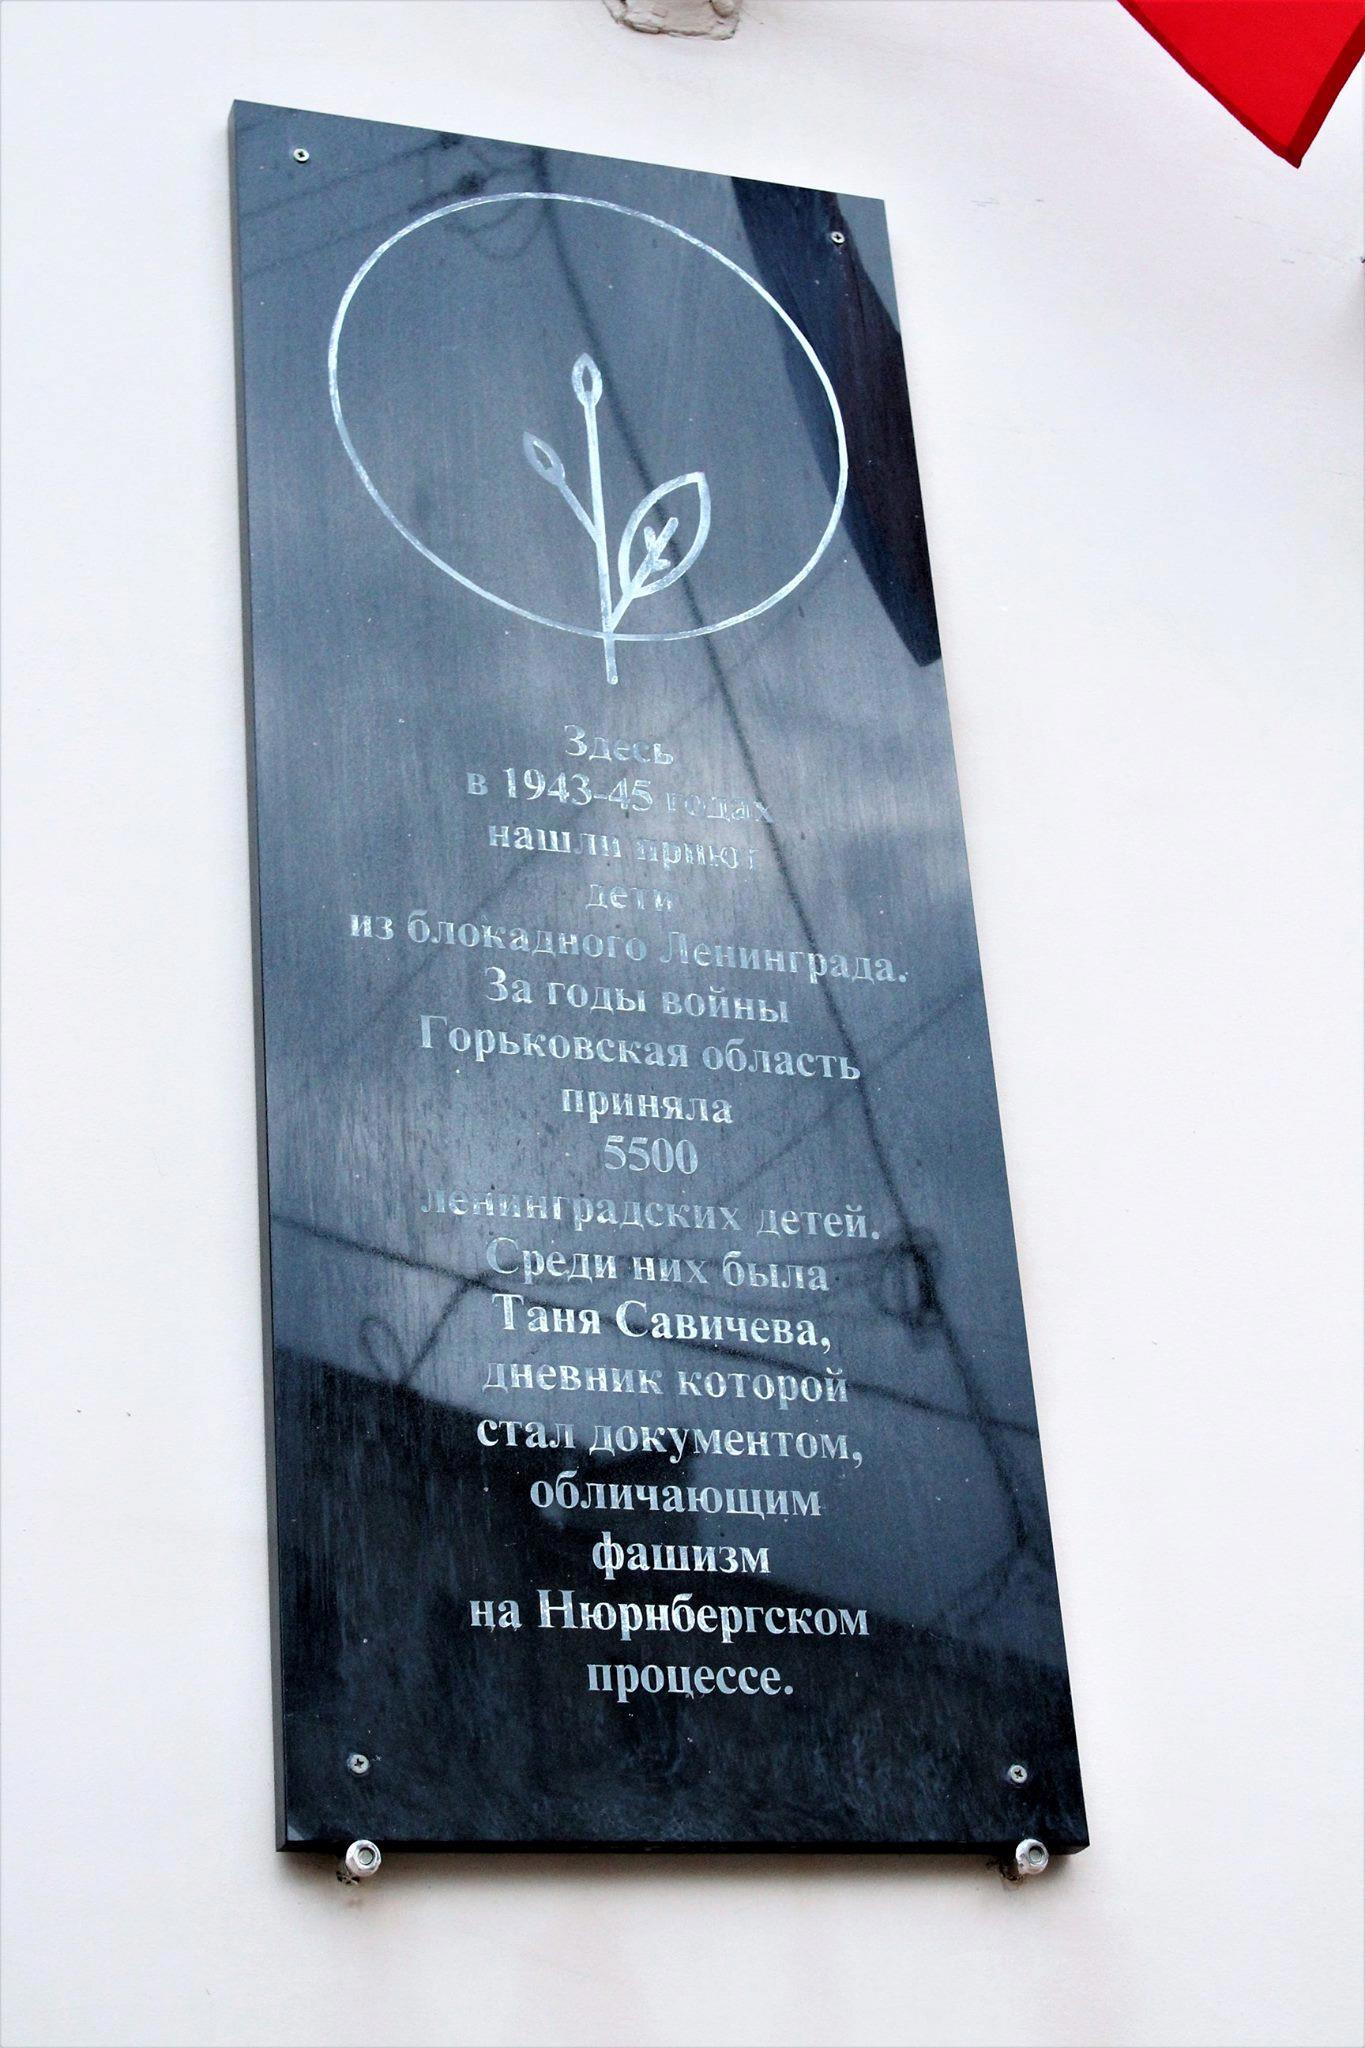 Здесь
в 1943-45 годах
нашли приют
дети
из блокадного Ленинграда.
За годы войны
Горьковская область
приняла
5500
ленинградских детей.
Среди них была
Таня Савичева,
дневник которой
стал документом,
обличающим
фашизм
на Нюрнбергском
процессе.